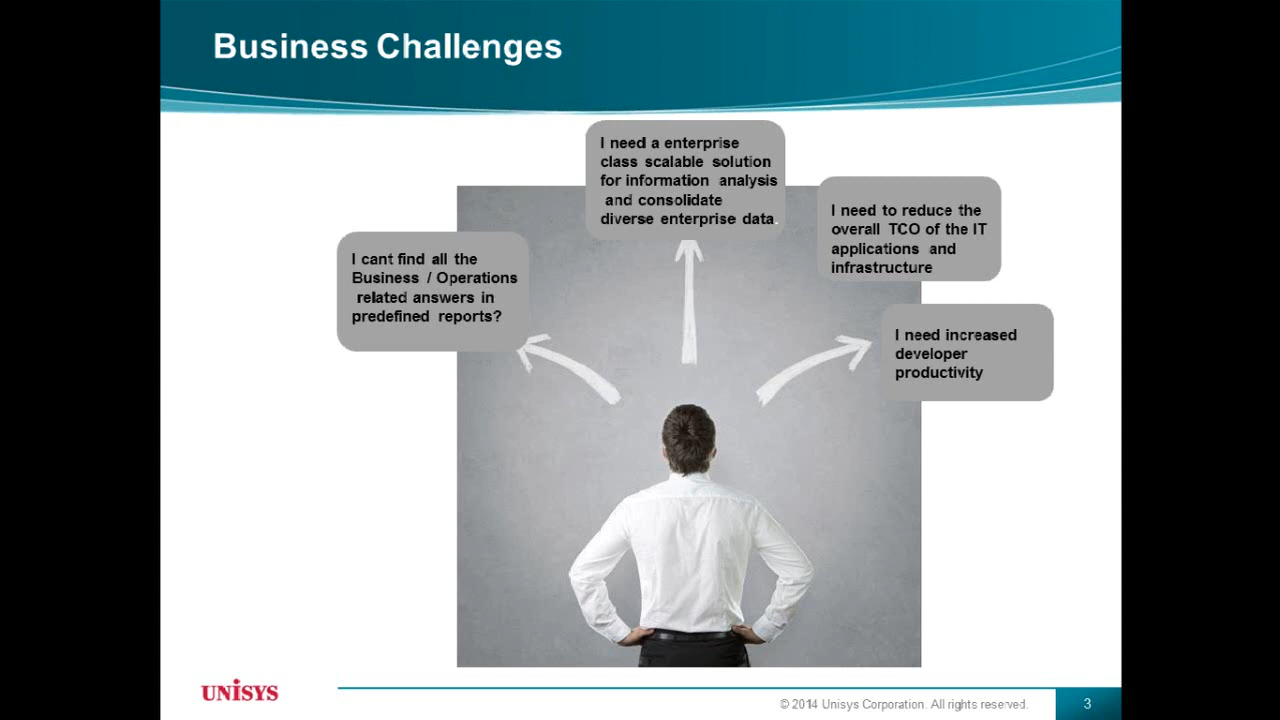 Business Challenges
I need a enterprise
class scalable solution
for information analysis
and consolidate
diverse enterprise data.
I need to reduce the
overall TCO of the IT
applications and
infrastructure
I cant find all the
Business / Operations
related answers in
predefined reports?
I need increased
developer
productivity
UNISYS
© 2014 Unisys Corporation. All rights reserved.
3